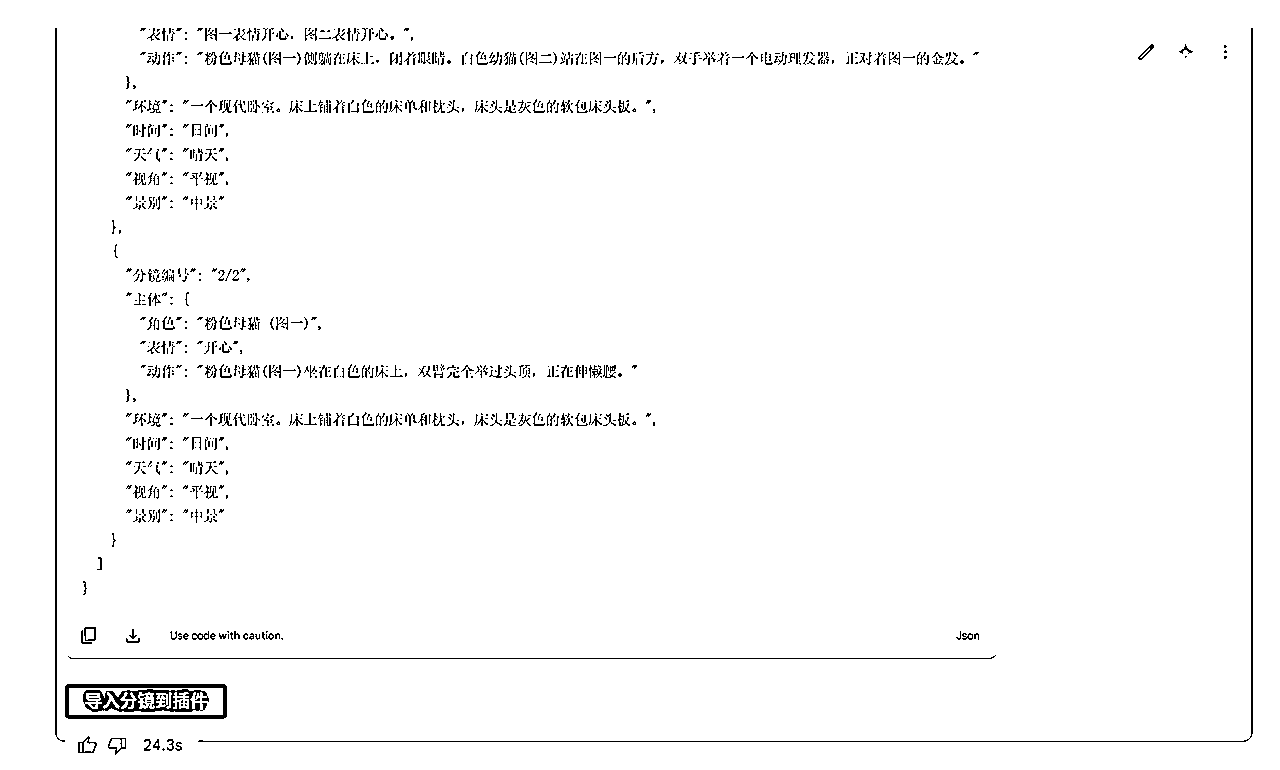 "表情": "图一表情开心，图二表情开心。",
"动作": "粉色母猫(图一)侧躺在床上，闭着眼睛。白色幼猫(图二)站在图一的后方，双手举着一个电动理发器，正对着图一的金发。"
},
"环境": "一个现代卧室。床上铺着白色的床单和枕头，床头是灰色的软包床头板。",
"时间": "日间",
"天气": "晴天",
"视角": "平视",
"景别": "中景"
},
{
"分镜编号": "2/2",
"主体": {
"角色": "粉色母猫 (图一)",
"表情": "开心",
"动作": "粉色母猫(图一)坐在白色的床上，双臂完全举过头顶，正在伸懒腰。"
},
"环境": "一个现代卧室。床上铺着白色的床单和枕头，床头是灰色的软包床头板。",
"时间": "日间",
"天气": "晴天",
"视角": "平视",
"景别": "中景"
}
]
}
Use code with caution.
Json
导入分镜到插件
24.3s